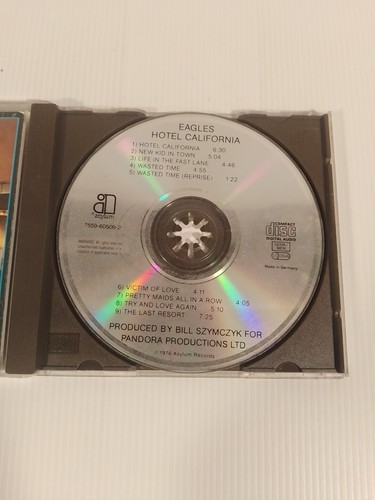 EAGLES
HOTEL CALIFORNIA
1) HOTEL CALIFORNIA 6:30
2) NEW KID IN TOWN 5:04
3) LIFE IN THE FAST LANE 4:46
4) WASTED TIME 4:55
5) WASTED TIME (REPRISE) 1:22
asylum
7559-60509-2
COMPACT
disc
DIGITAL AUDIO
Made in Germany
6) VICTIM OF LOVE 4:11
7) PRETTY MAIDS ALL IN A ROW 4:05
8) TRY AND LOVE AGAIN 5:10
9) THE LAST RESORT 7:25
PRODUCED BY BILL SZYMCZYK FOR
PANDORA PRODUCTIONS LTD
℗ 1976 Asylum Records